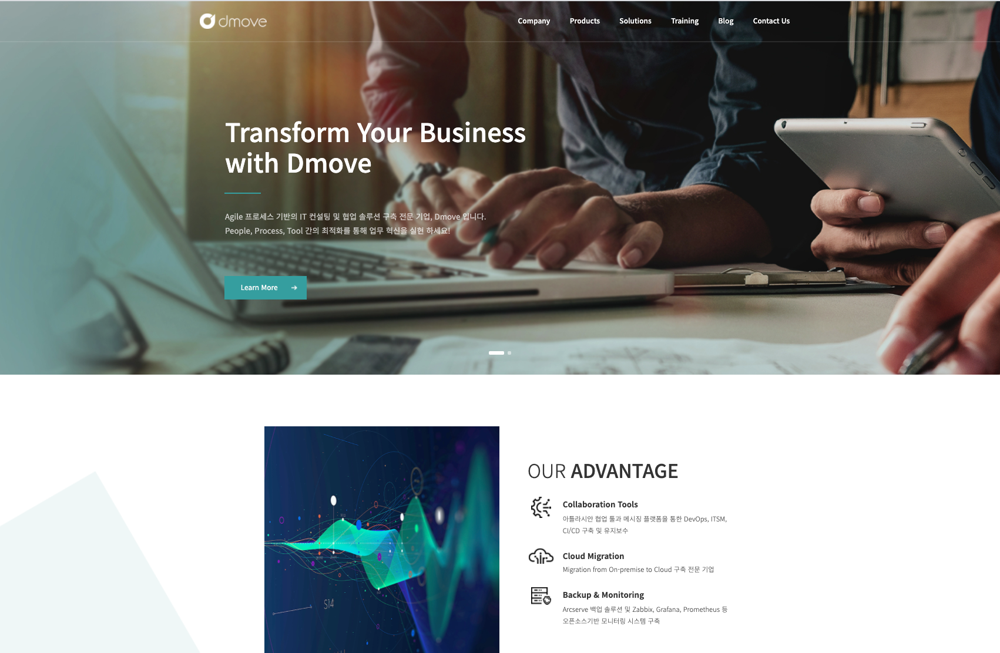 dmove
Company Products Solutions Training Blog Contact Us
Transform Your Business
with Dmove
Agile 프로세스 기반의 IT 컨설팅 및 협업 솔루션 구축 전문 기업, Dmove 입니다.
People, Process, Tool 간의 최적화를 통해 업무 혁신을 실현 하세요!
Learn More
OUR ADVANTAGE
Collaboration Tools
아틀라시안 협업 툴과 메시징 플랫폼을 통한 DevOps, ITSM,
CI/CD 구축 및 유지보수
Cloud Migration
Migration from On-premise to Cloud 구축 전문 기업
Backup & Monitoring
Arcserve 백업 솔루션 및 Zabbix, Grafana, Prometheus 등
오픈소스기반 모니터링 시스템 구축
S14